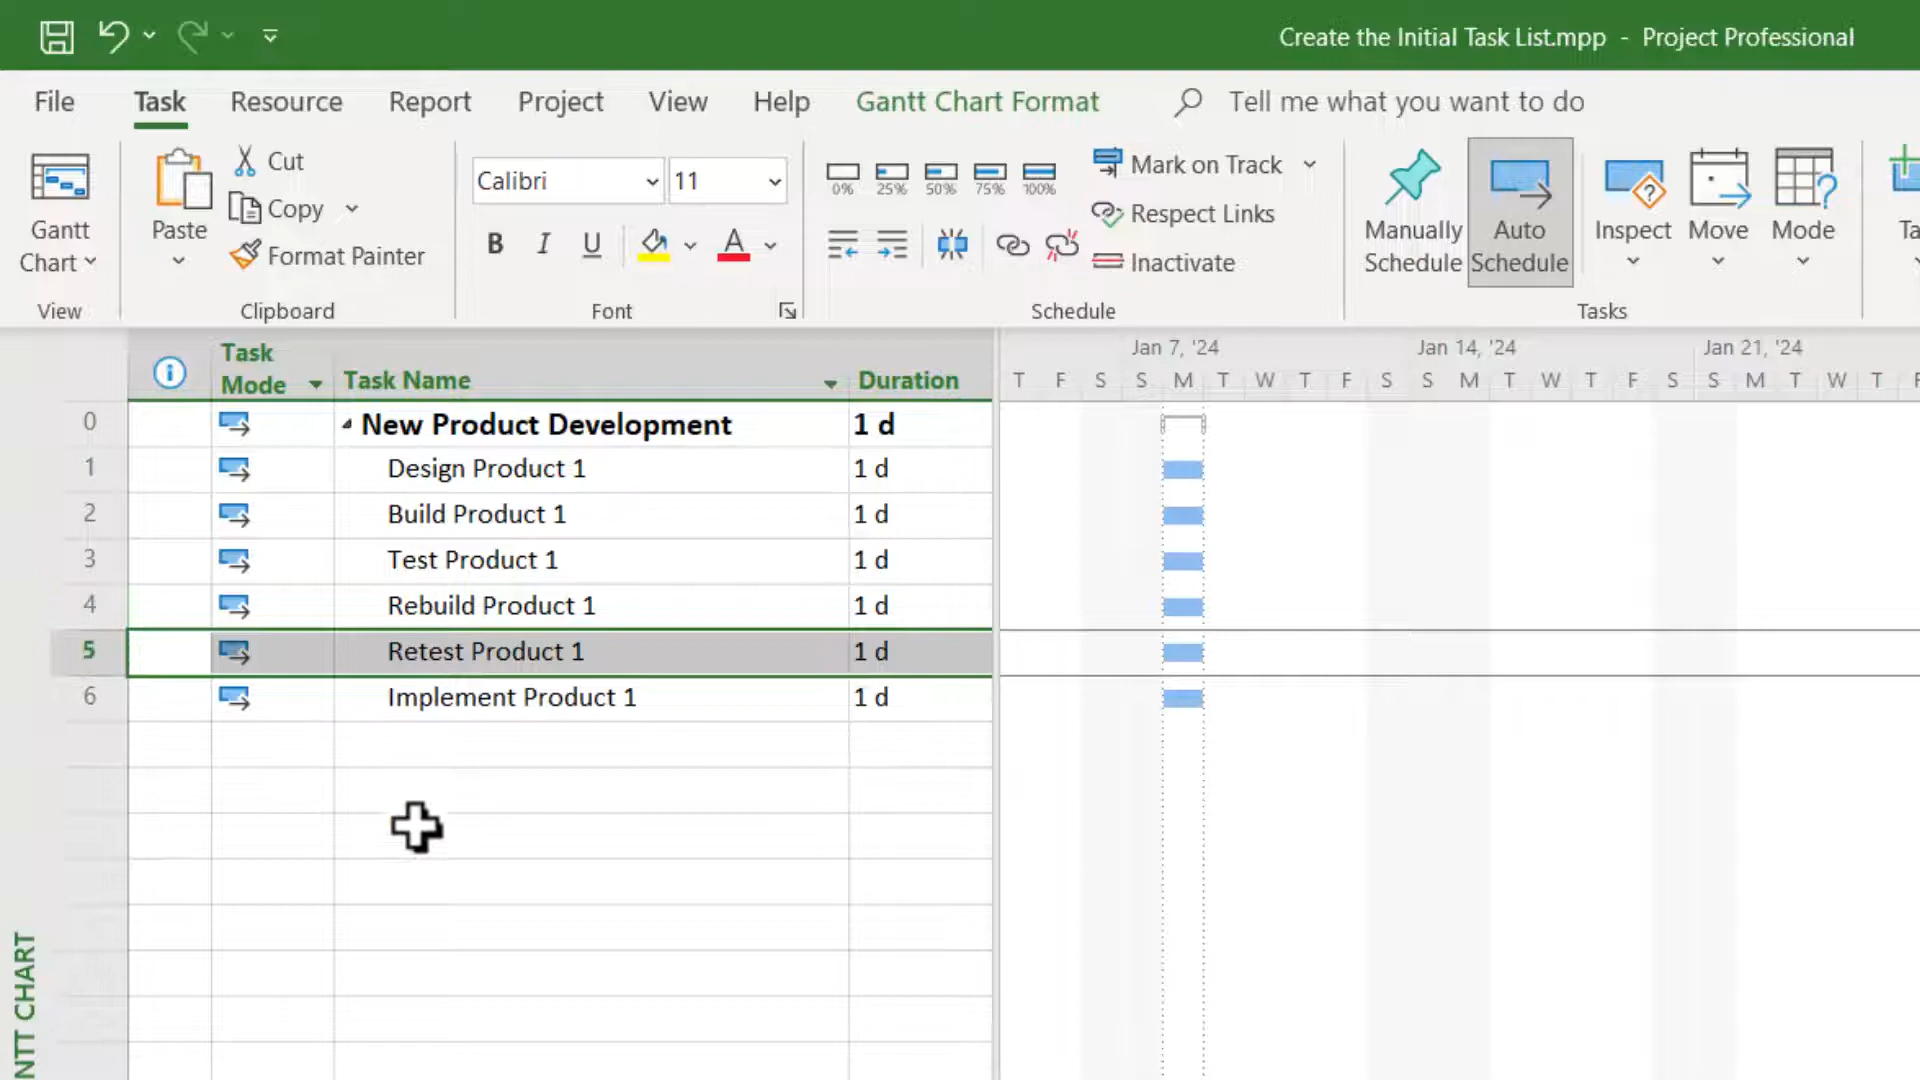 Create the Initial Task List.mpp - Project Professional
File Task Resource Report Project View Help Gantt Chart Format Tell me what you want to do
Gantt
Chart
View
Paste
Cut
Copy
Format Painter
Clipboard
Calibri 11
B I U A
Font
0% 25% 50% 75% 100%
Mark on Track
Respect Links
Inactivate
Schedule
Manually
Schedule
Auto
Schedule
Inspect
Move
Mode
Tasks
Task
Mode
Task Name
Duration
Jan 7, '24 Jan 14, '24 Jan 21, '24
T F S S M T W T F S S M T W T F S S M T W T F
0 New Product Development 1 d
1 Design Product 1 1 d
2 Build Product 1 1 d
3 Test Product 1 1 d
4 Rebuild Product 1 1 d
5 Retest Product 1 1 d
6 Implement Product 1 1 d
NTT CHART